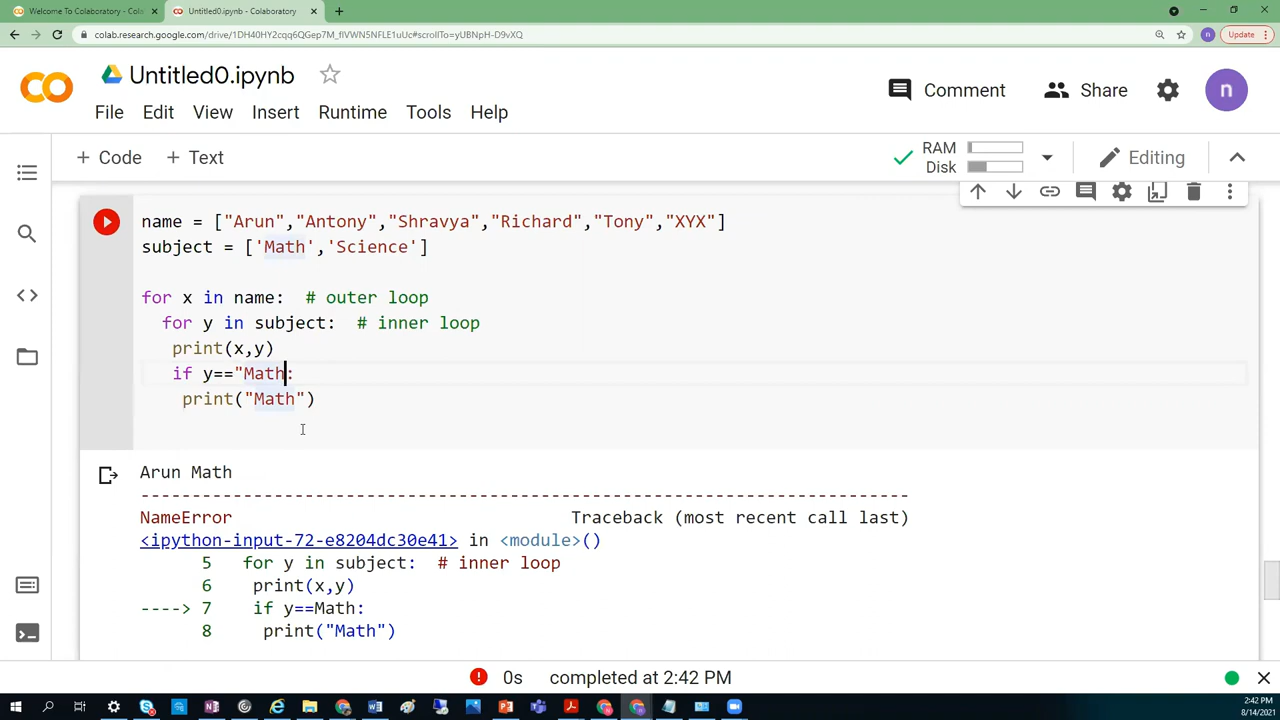 Welcome To Colaboratory - Colo
Untitled0.ipynb - Colaboratory
colab.research.google.com/drive/1DH40HY2cqq6QGep7M_fIVWN5NFLE1uUc#scrollTo=yUBNpH-D9vXQ
n
Update
Untitled0.ipynb
Comment
Share
n
File Edit View Insert Runtime Tools Help
+ Code + Text
RAM
Disk
Editing
name = ["Arun","Antony","Shravya","Richard","Tony","XYX"]
subject = ['Math','Science']
for x in name:  # outer loop
  for y in subject:  # inner loop
   print(x,y)
   if y=="Math:
    print("Math")
Arun Math
---------------------------------------------------------------------------
NameError Traceback (most recent call last)
<ipython-input-72-e8204dc30e41> in <module>()
5   for y in subject:  # inner loop
6    print(x,y)
----> 7    if y==Math:
8     print("Math")
0s completed at 2:42 PM
2:42 PM
8/14/2021